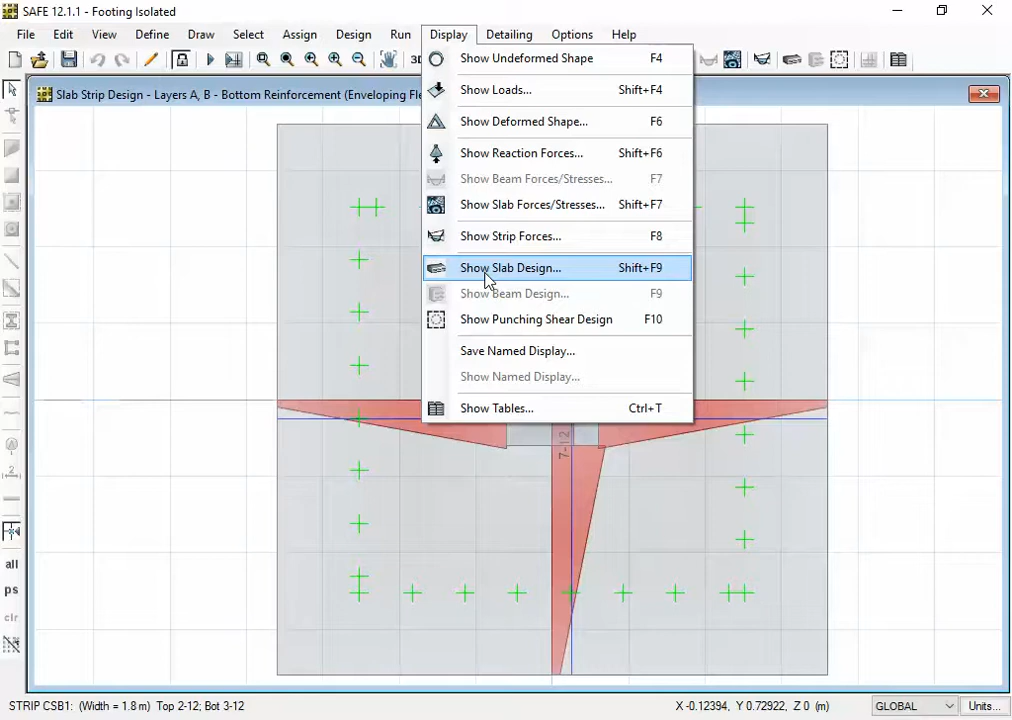 SAFE 12.1.1 - Footing Isolated
File Edit View Define Draw Select Assign Design Run Display Detailing Options Help
Slab Strip Design - Layers A, B - Bottom Reinforcement (Enveloping Fle
Show Undeformed Shape F4
Show Loads... Shift+F4
Show Deformed Shape... F6
Show Reaction Forces... Shift+F6
Show Beam Forces/Stresses... F7
Show Slab Forces/Stresses... Shift+F7
Show Strip Forces... F8
Show Slab Design... Shift+F9
Show Beam Design... F9
Show Punching Shear Design F10
Save Named Display...
Show Named Display...
Show Tables... Ctrl+T
7-12
all
ps
clr
STRIP CSB1: (Width = 1.8 m) Top 2-12; Bot 3-12
X -0.12394, Y 0.72922, Z 0 (m)
GLOBAL
Units...